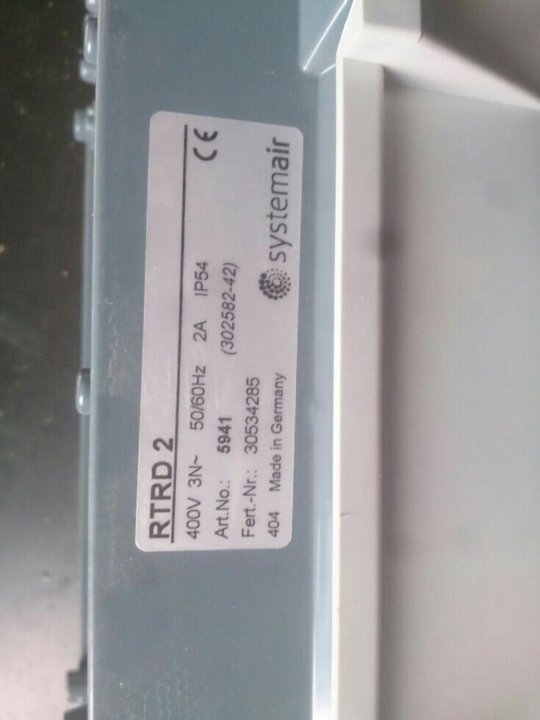 RTRD 2
400V 3N~ 50/60Hz 2A IP54 CE
Art.No.: 5941 (302582-42)
Fert.-Nr.: 30534285
404 Made in Germany systemair